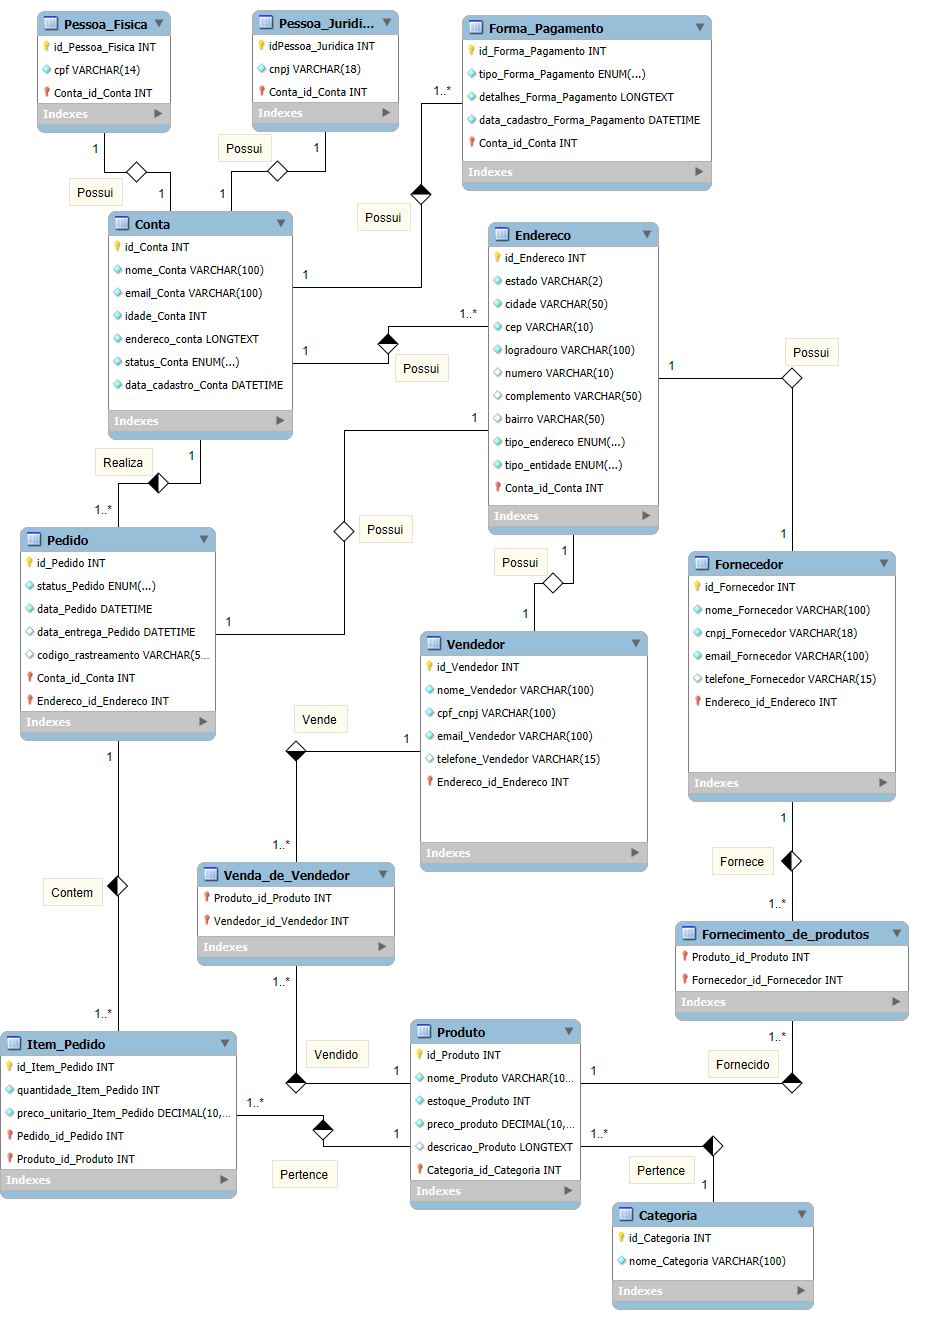 Pessoa_Fisica
id_Pessoa_Fisica INT
cpf VARCHAR(14)
Conta_id_Conta INT
Indexes
Pessoa_Juridi...
idPessoa_Juridica INT
cnpj VARCHAR(18)
Conta_id_Conta INT
Indexes
Forma_Pagamento
id_Forma_Pagamento INT
tipo_Forma_Pagamento ENUM(...)
detalhes_Forma_Pagamento LONGTEXT
data_cadastro_Forma_Pagamento DATETIME
Conta_id_Conta INT
Indexes
1..*
1
Possui
1
1
Possui
1
Possui
1
Conta
id_Conta INT
nome_Conta VARCHAR(100)
email_Conta VARCHAR(100)
idade_Conta INT
endereco_conta LONGTEXT
status_Conta ENUM(...)
data_cadastro_Conta DATETIME
Indexes
Endereco
id_Endereco INT
estado VARCHAR(2)
cidade VARCHAR(50)
cep VARCHAR(10)
logradouro VARCHAR(100)
numero VARCHAR(10)
complemento VARCHAR(50)
bairro VARCHAR(50)
tipo_endereco ENUM(...)
tipo_entidade ENUM(...)
Conta_id_Conta INT
Indexes
1..*
1
Possui
1
Possui
1
1
Possui
1
Realiza
1
1..*
Possui
1
Possui
1
1
Pedido
id_Pedido INT
status_Pedido ENUM(...)
data_Pedido DATETIME
data_entrega_Pedido DATETIME
codigo_rastreamento VARCHAR(5...
Conta_id_Conta INT
Endereco_id_Endereco INT
Indexes
Fornecedor
id_Fornecedor INT
nome_Fornecedor VARCHAR(100)
cnpj_Fornecedor VARCHAR(18)
email_Fornecedor VARCHAR(100)
telefone_Fornecedor VARCHAR(15)
Endereco_id_Endereco INT
Indexes
Vendedor
id_Vendedor INT
nome_Vendedor VARCHAR(100)
cpf_cnpj VARCHAR(100)
email_Vendedor VARCHAR(100)
telefone_Vendedor VARCHAR(15)
Endereco_id_Endereco INT
Indexes
1
Vende
1
1..*
1
Fornece
1..*
Contem
1..*
Venda_de_Vendedor
Produto_id_Produto INT
Vendedor_id_Vendedor INT
Indexes
Fornecimento_de_produtos
Produto_id_Produto INT
Fornecedor_id_Fornecedor INT
Indexes
1..*
Vendido
1
1..*
Fornecido
1
Item_Pedido
id_Item_Pedido INT
quantidade_Item_Pedido INT
preco_unitario_Item_Pedido DECIMAL(10,...
Pedido_id_Pedido INT
Produto_id_Produto INT
Indexes
Produto
id_Produto INT
nome_Produto VARCHAR(10...
estoque_Produto INT
preco_produto DECIMAL(10,...
descricao_Produto LONGTEXT
Categoria_id_Categoria INT
Indexes
1..*
1
Pertence
1..*
Pertence
1
Categoria
id_Categoria INT
nome_Categoria VARCHAR(100)
Indexes